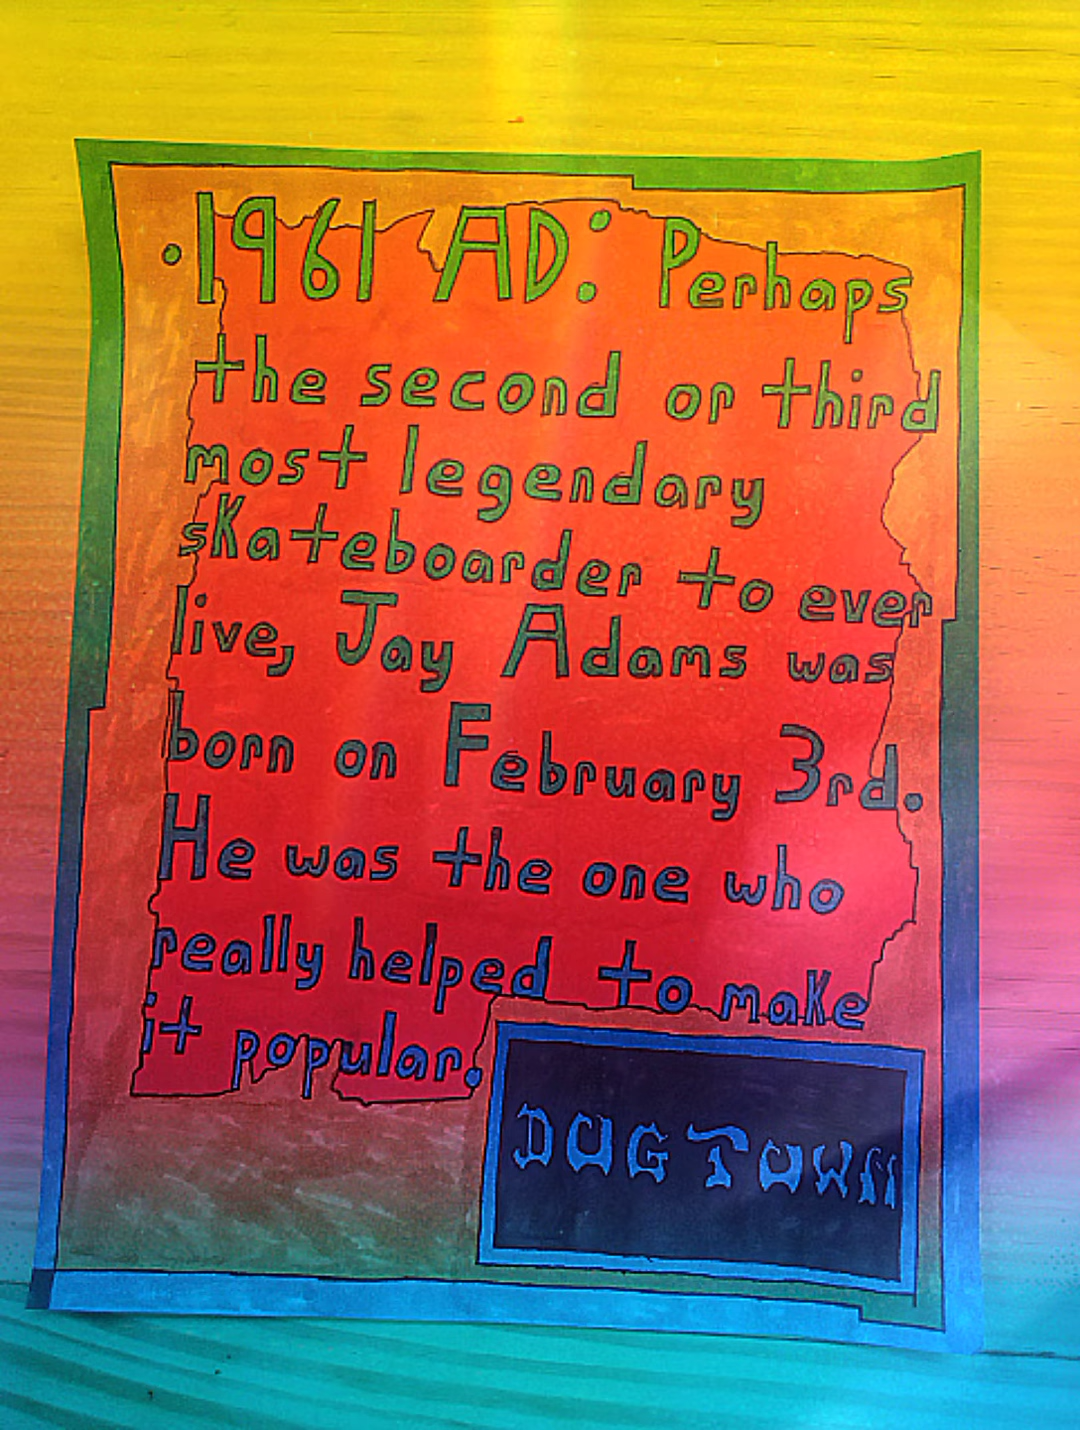 •1961 AD: Perhaps
the second or third
most legendary
skateboarder to ever
live, Jay Adams was
born on February 3rd.
He was the one who
really helped to make
it popular.
DOGTOWN